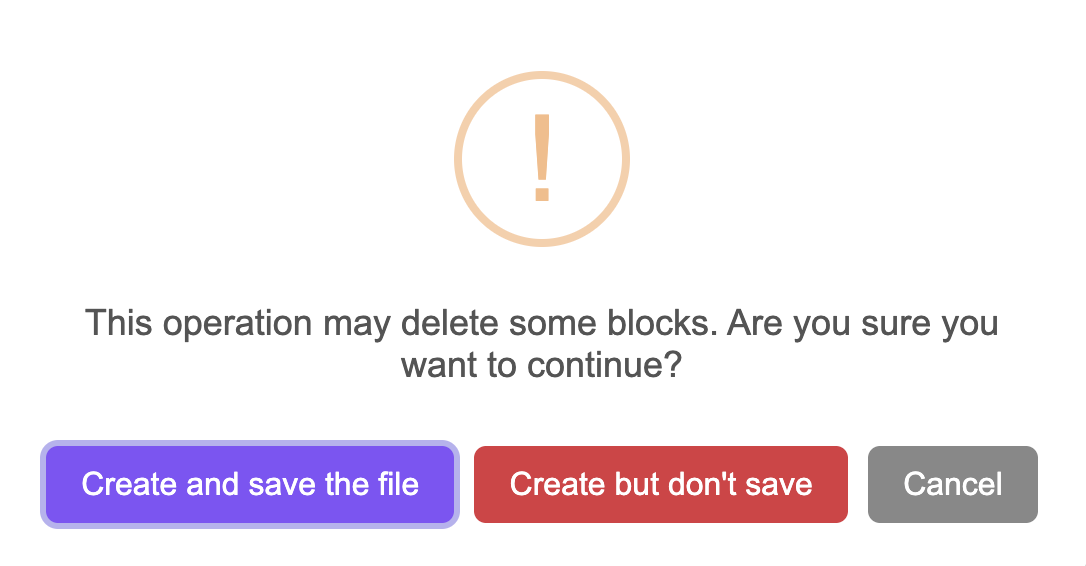 !
This operation may delete some blocks. Are you sure you
want to continue?
Create and save the file
Create but don't save
Cancel